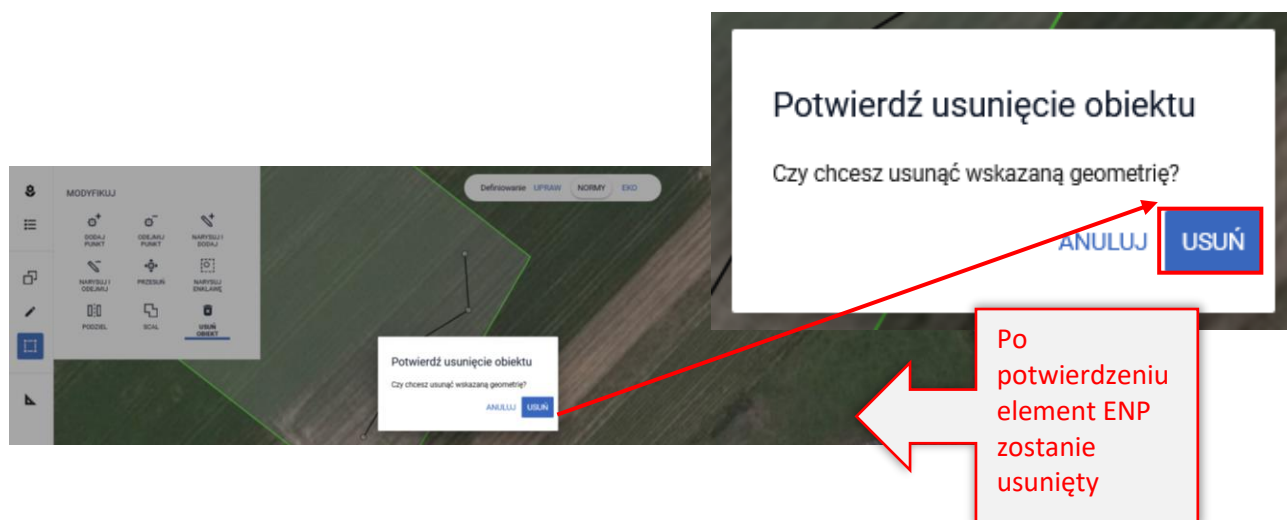 Potwierdź usunięcie obiektu
Czy chcesz usunąć wskazaną geometrię?
ANULUJ USUŃ
MODYFIKUJ
Definiowanie UPRAW NORMY EKO
DODAJ PUNKT
ODEJMIJ PUNKT
NARYSUJ I DODAJ
NARYSUJ I ODEJMIJ
PRZESUŃ
NARYSUJ ENKLAWĘ
PODZIEL
SCAL
USUŃ OBIEKT
Potwierdź usunięcie obiektu
Czy chcesz usunąć wskazaną geometrię?
ANULUJ USUŃ
Po
potwierdzeniu
element ENP
zostanie
usunięty